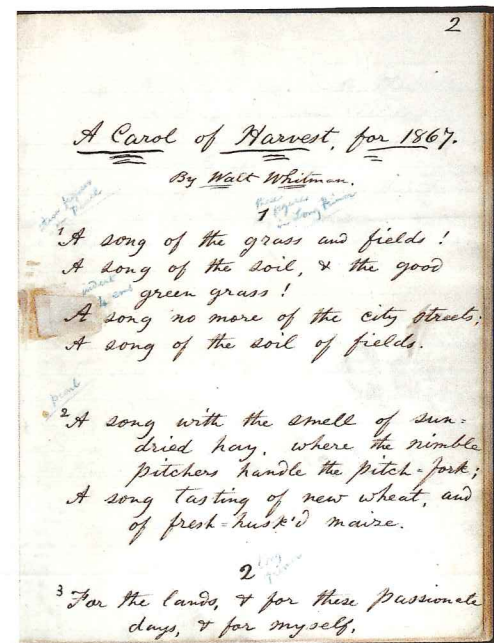 2
A Carol of Harvest, for 1867.
By Walt Whitman.
1
1 A song of the grass and fields!
A song of the soil, & the good
green grass!
A song no more of the city streets;
A song of the soil of fields.
2 A song with the smell of sun-
dried hay, where the nimble
pitchers handle the pitch-fork;
A song tasting of new wheat, and
of fresh-husk'd maize.
2
3 For the lands, & for these passionate
days, & for myself,